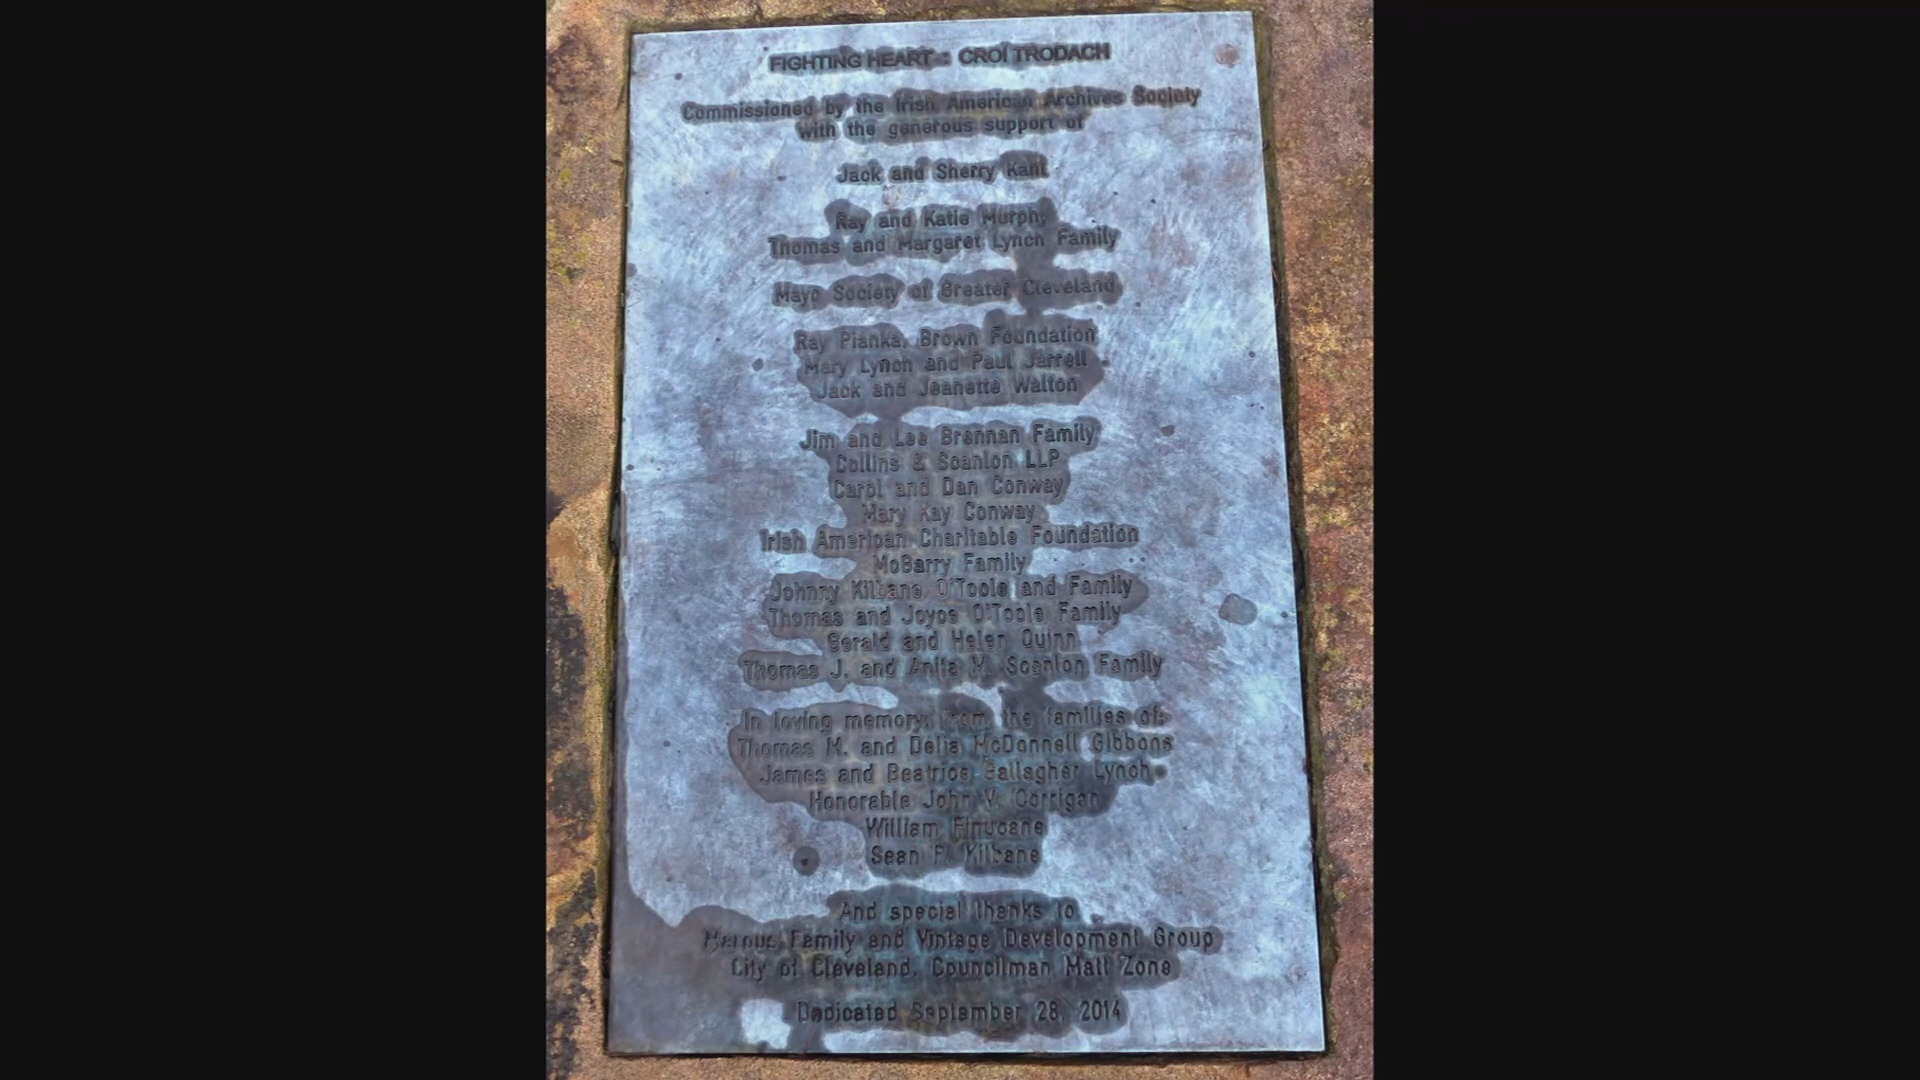 FIGHTING HEART : CROÍ TRODACH
Commissioned by the Irish American Archives Society
with the generous support of
Jack and Sherry Kahl
Ray and Katie Murphy
Thomas and Margaret Lynch Family
Mayo Society of Greater Cleveland
Ray Pianka, Brown Foundation
Mary Lynch and Paul Jarrell
Jack and Jeanette Walton
Jim and Lee Brennan Family
Collins & Scanlon LLP
Carol and Dan Conway
Mary Kay Conway
Irish American Charitable Foundation
McGarry Family
Johnny Kilbane O'Toole and Family
Thomas and Joyce O'Toole Family
Gerald and Helen Quinn
Thomas J. and Anita M. Scanlon Family
In loving memory, from the families of:
Thomas M. and Delia McDonnell Gibbons
James and Beatrice Gallagher Lynch
Honorable John V. Corrigan
William Finucane
Sean P. Kilbane
And special thanks to
Family and Vintage Development Group
City of Cleveland, Councilman Matt Zone
Dedicated September 28, 2014